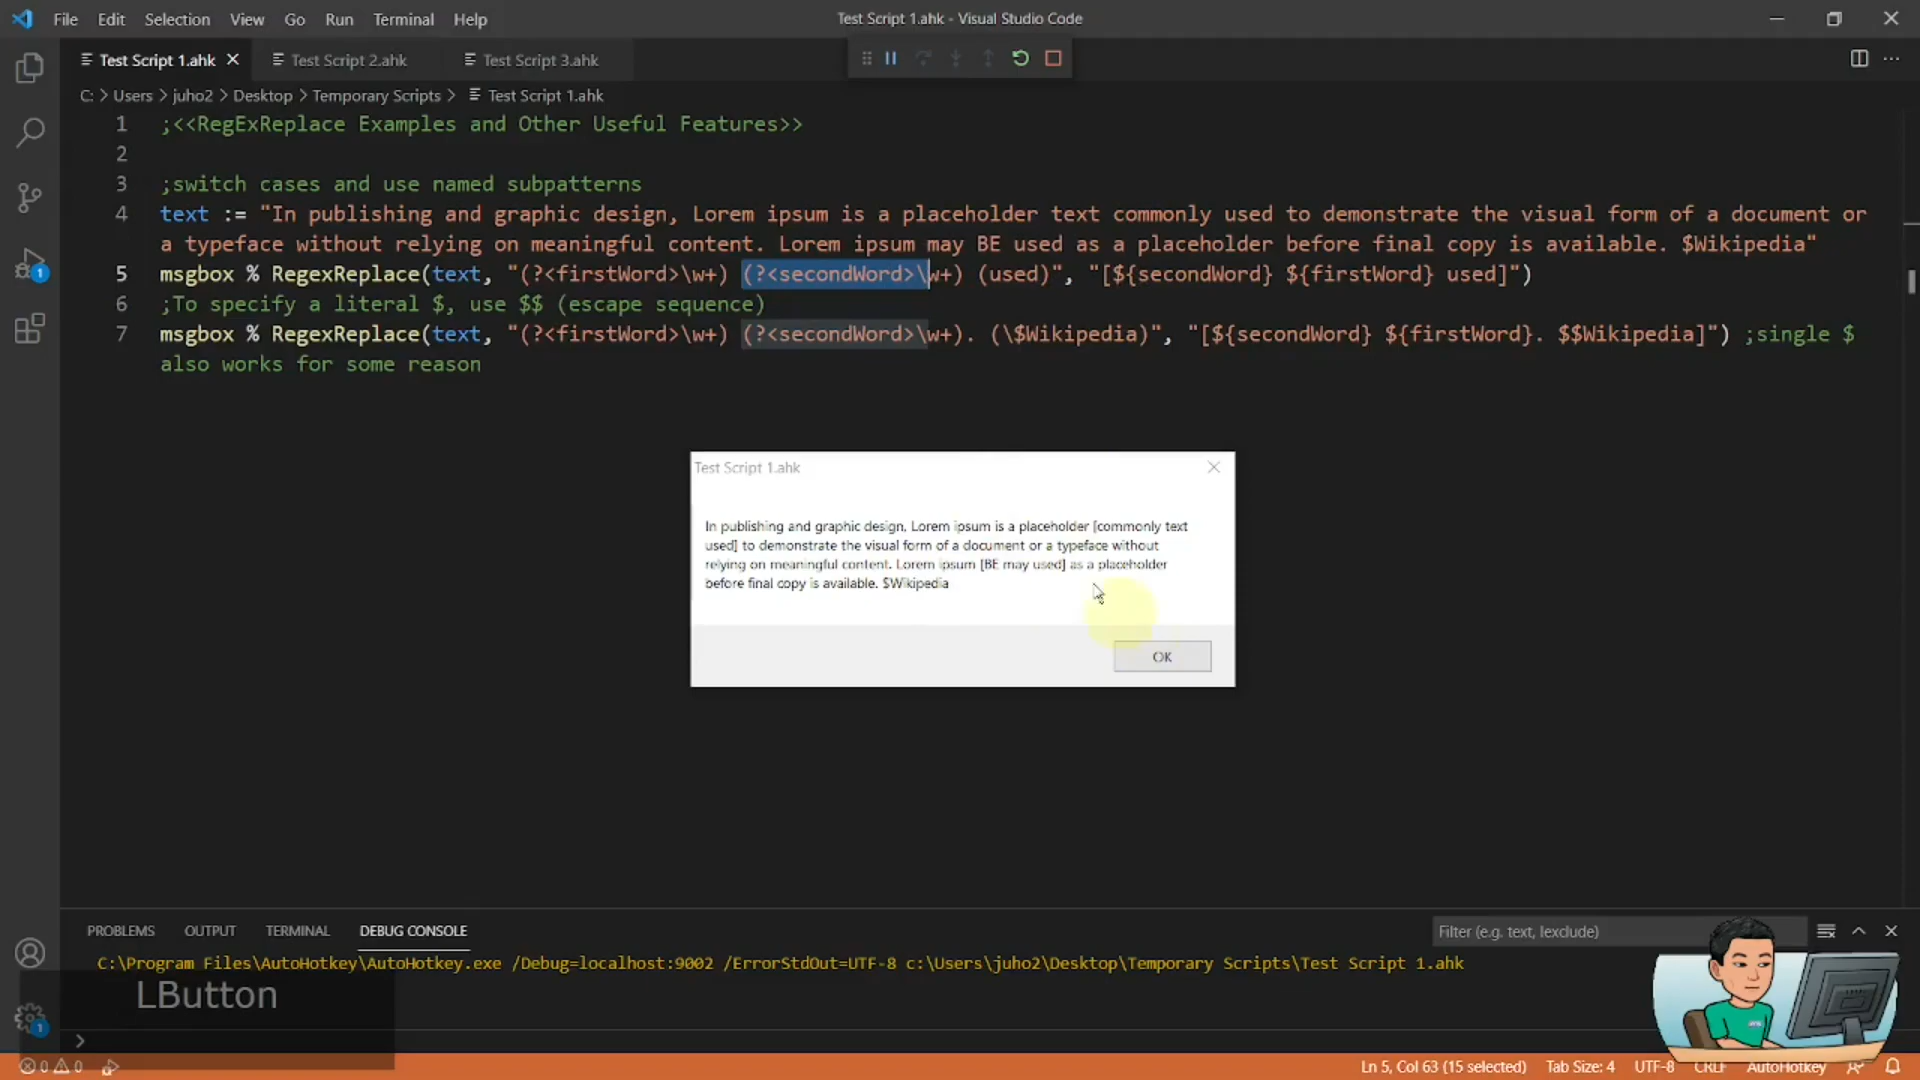 File Edit Selection View Go Run Terminal Help
Test Script 1.ahk - Visual Studio Code
Test Script 1.ahk Test Script 2.ahk Test Script 3.ahk
C: > Users > juho2 > Desktop > Temporary Scripts > Test Script 1.ahk
1 ;<<RegExReplace Examples and Other Useful Features>>
2
3 ;switch cases and use named subpatterns
4 text := "In publishing and graphic design, Lorem ipsum is a placeholder text commonly used to demonstrate the visual form of a document or
a typeface without relying on meaningful content. Lorem ipsum may BE used as a placeholder before final copy is available. $Wikipedia"
5 msgbox % RegexReplace(text, "(?<firstWord>\w+) (?<secondWord>\w+) (used)", "[${secondWord} ${firstWord} used]")
6 ;To specify a literal $, use $$ (escape sequence)
7 msgbox % RegexReplace(text, "(?<firstWord>\w+) (?<secondWord>\w+). (\$Wikipedia)", "[${secondWord} ${firstWord}. $$Wikipedia]") ;single $
also works for some reason
Test Script 1.ahk
In publishing and graphic design, Lorem ipsum is a placeholder [commonly text
used] to demonstrate the visual form of a document or a typeface without
relying on meaningful content. Lorem ipsum [BE may used] as a placeholder
before final copy is available. $Wikipedia
OK
PROBLEMS OUTPUT TERMINAL DEBUG CONSOLE
Filter (e.g. text, !exclude)
C:\Program Files\AutoHotkey\AutoHotkey.exe /Debug=localhost:9002 /ErrorStdOut=UTF-8 c:\Users\juho2\Desktop\Temporary Scripts\Test Script 1.ahk
LButton
1
1
0 0
Ln 5, Col 63 (15 selected) Tab Size: 4 UTF-8 CRLF AutoHotkey